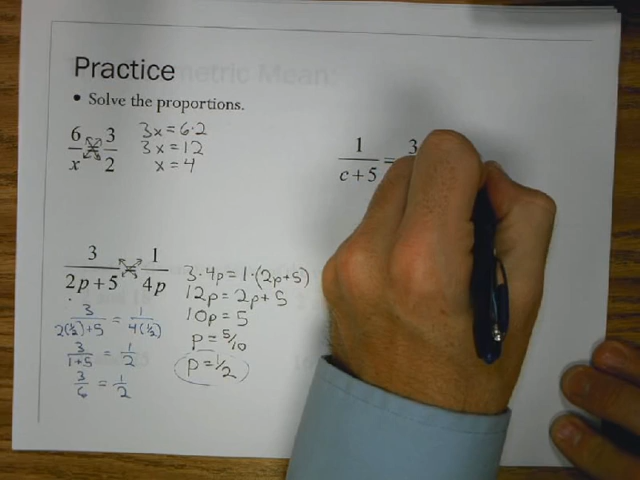 Practice
• Solve the proportions.
6/x = 3/2
3x = 6·2
3x = 12
x = 4
1/(c+5) = 3
3/(2p+5) = 1/4p
3·4p = 1·(2p+5)
12p = 2p+5
10p = 5
p = 5/10
p = 1/2
3/(2(1/2)+5) = 1/(4(1/2))
3/(1+5) = 1/2
3/6 = 1/2